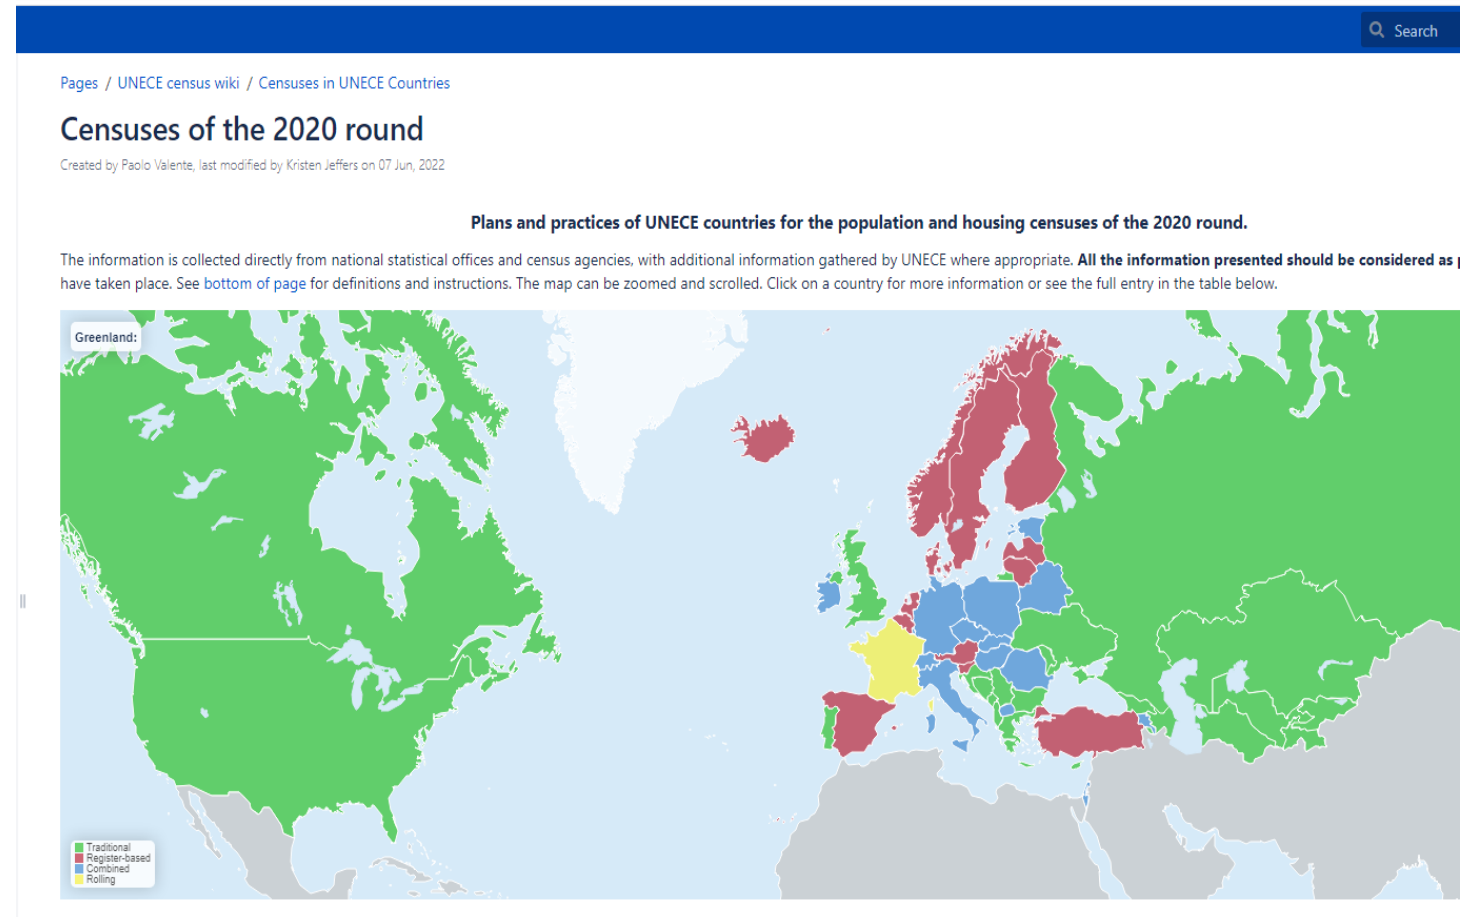 Search
Pages / UNECE census wiki / Censuses in UNECE Countries
Censuses of the 2020 round
Created by Paolo Valente, last modified by Kristen Jeffers on 07 Jun, 2022
Plans and practices of UNECE countries for the population and housing censuses of the 2020 round.
The information is collected directly from national statistical offices and census agencies, with additional information gathered by UNECE where appropriate. All the information presented should be considered as
have taken place. See bottom of page for definitions and instructions. The map can be zoomed and scrolled. Click on a country for more information or see the full entry in the table below.
Greenland:
Traditional
Register-based
Combined
Rolling